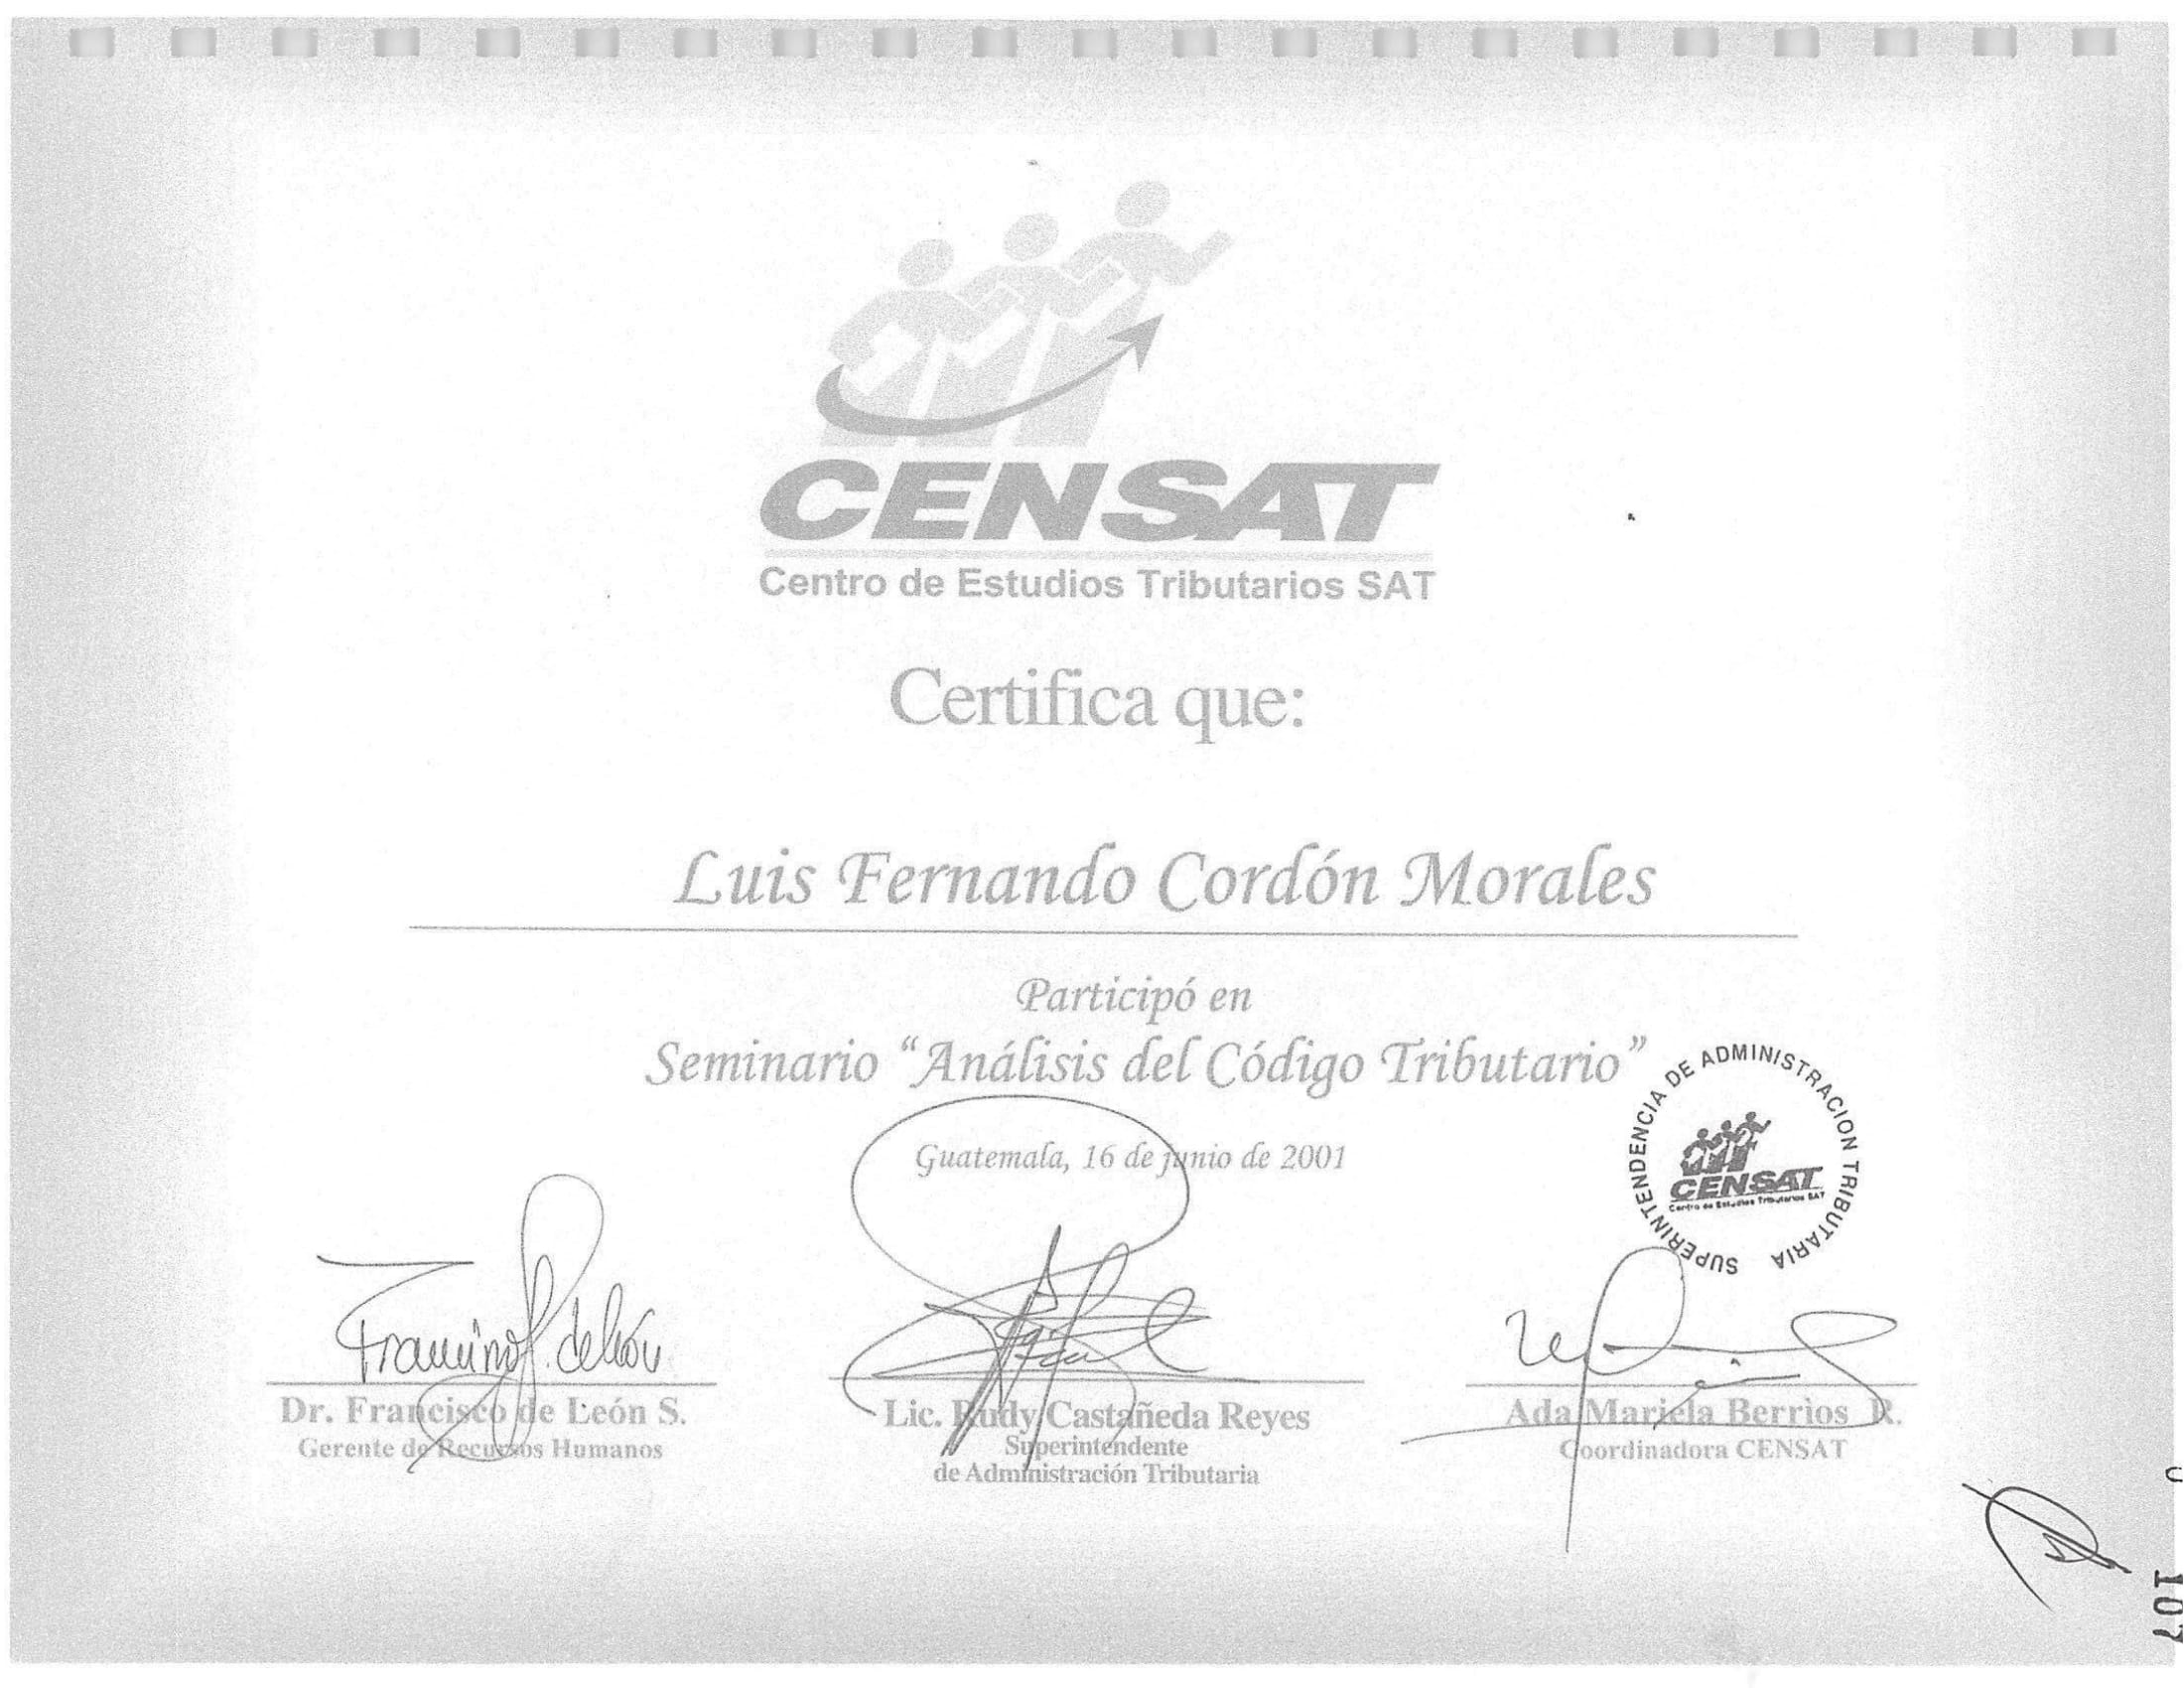 CENSAT
Centro de Estudios Tributarios SAT
Certifica que:
Luis Fernando Cordón Morales
Participó en
Seminario “Análisis del Código Tributario”
Guatemala, 16 de junio de 2001
SUPERINTENDENCIA DE ADMINISTRACION TRIBUTARIA
CENSAT
Centro de Estudios Tributarios SAT
Dr. Francisco de León S.
Gerente de Recursos Humanos
Lic. Rudy Castañeda Reyes
Superintendente
de Administración Tributaria
Ada Mariela Berrios R.
Coordinadora CENSAT
107